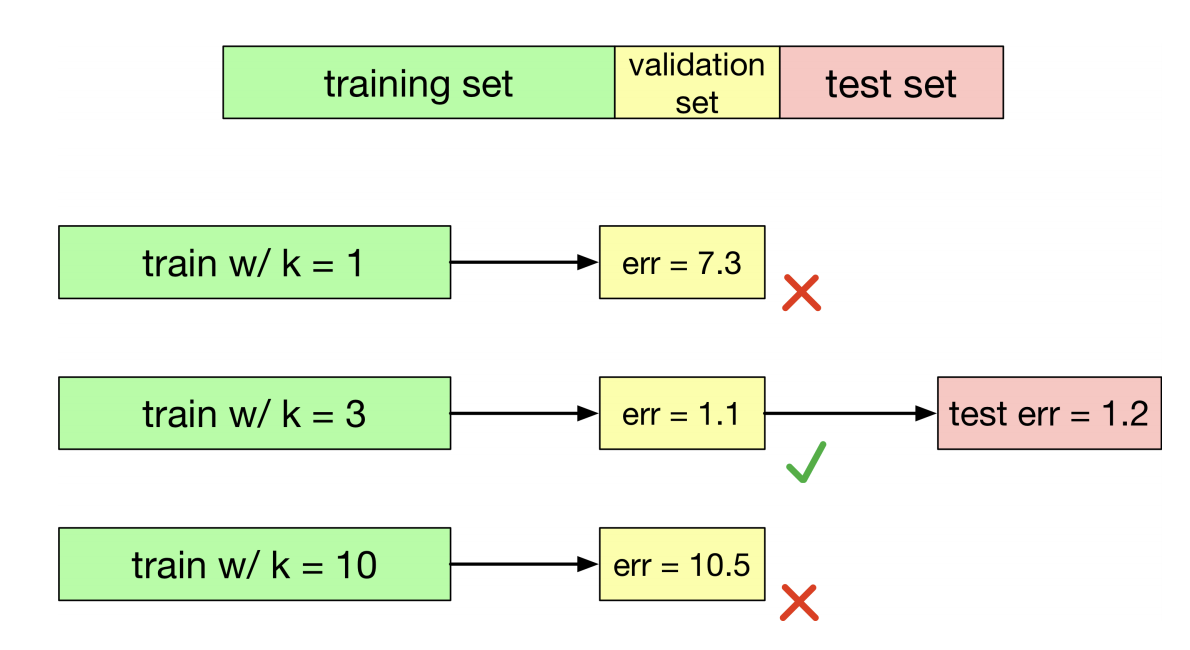 training set
validation
set
test set
train w/ k = 1
err = 7.3
train w/ k = 3
err = 1.1
test err = 1.2
train w/ k = 10
err = 10.5